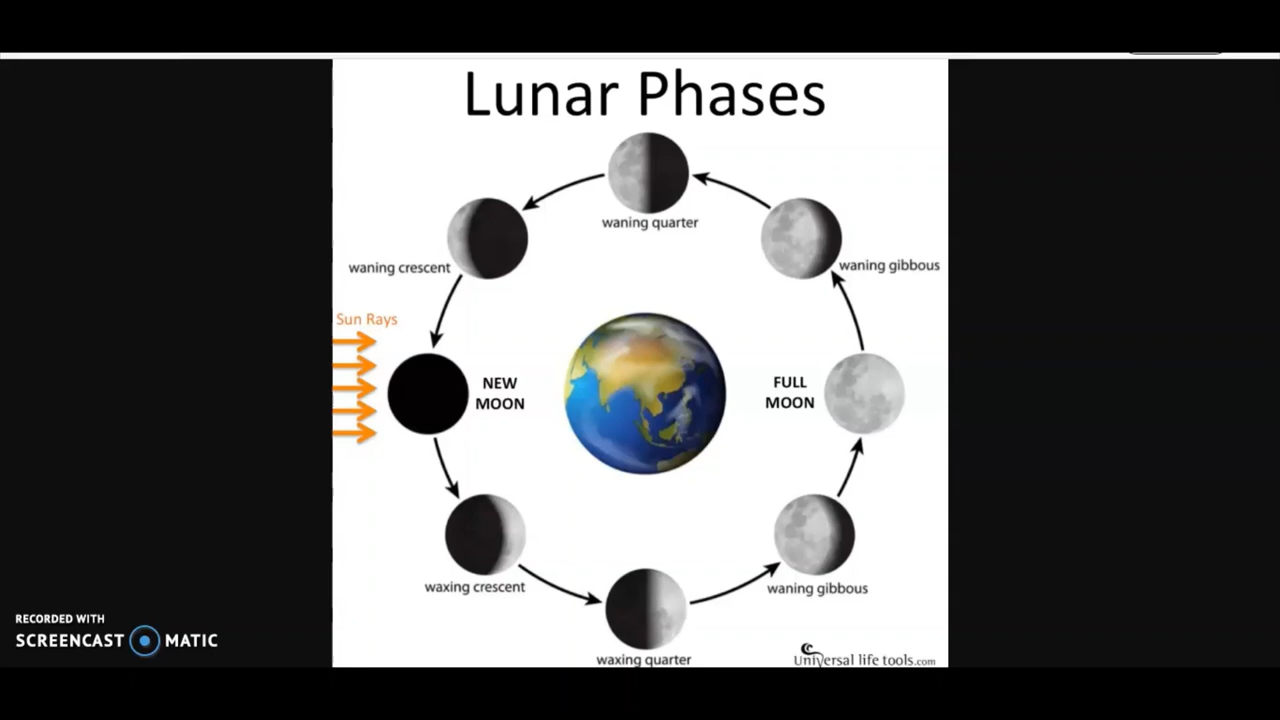 Lunar Phases
waning quarter
waning crescent
waning gibbous
Sun Rays
NEW
MOON
FULL
MOON
waxing crescent
waning gibbous
waxing quarter
Universal life tools.com
RECORDED WITH
SCREENCAST MATIC